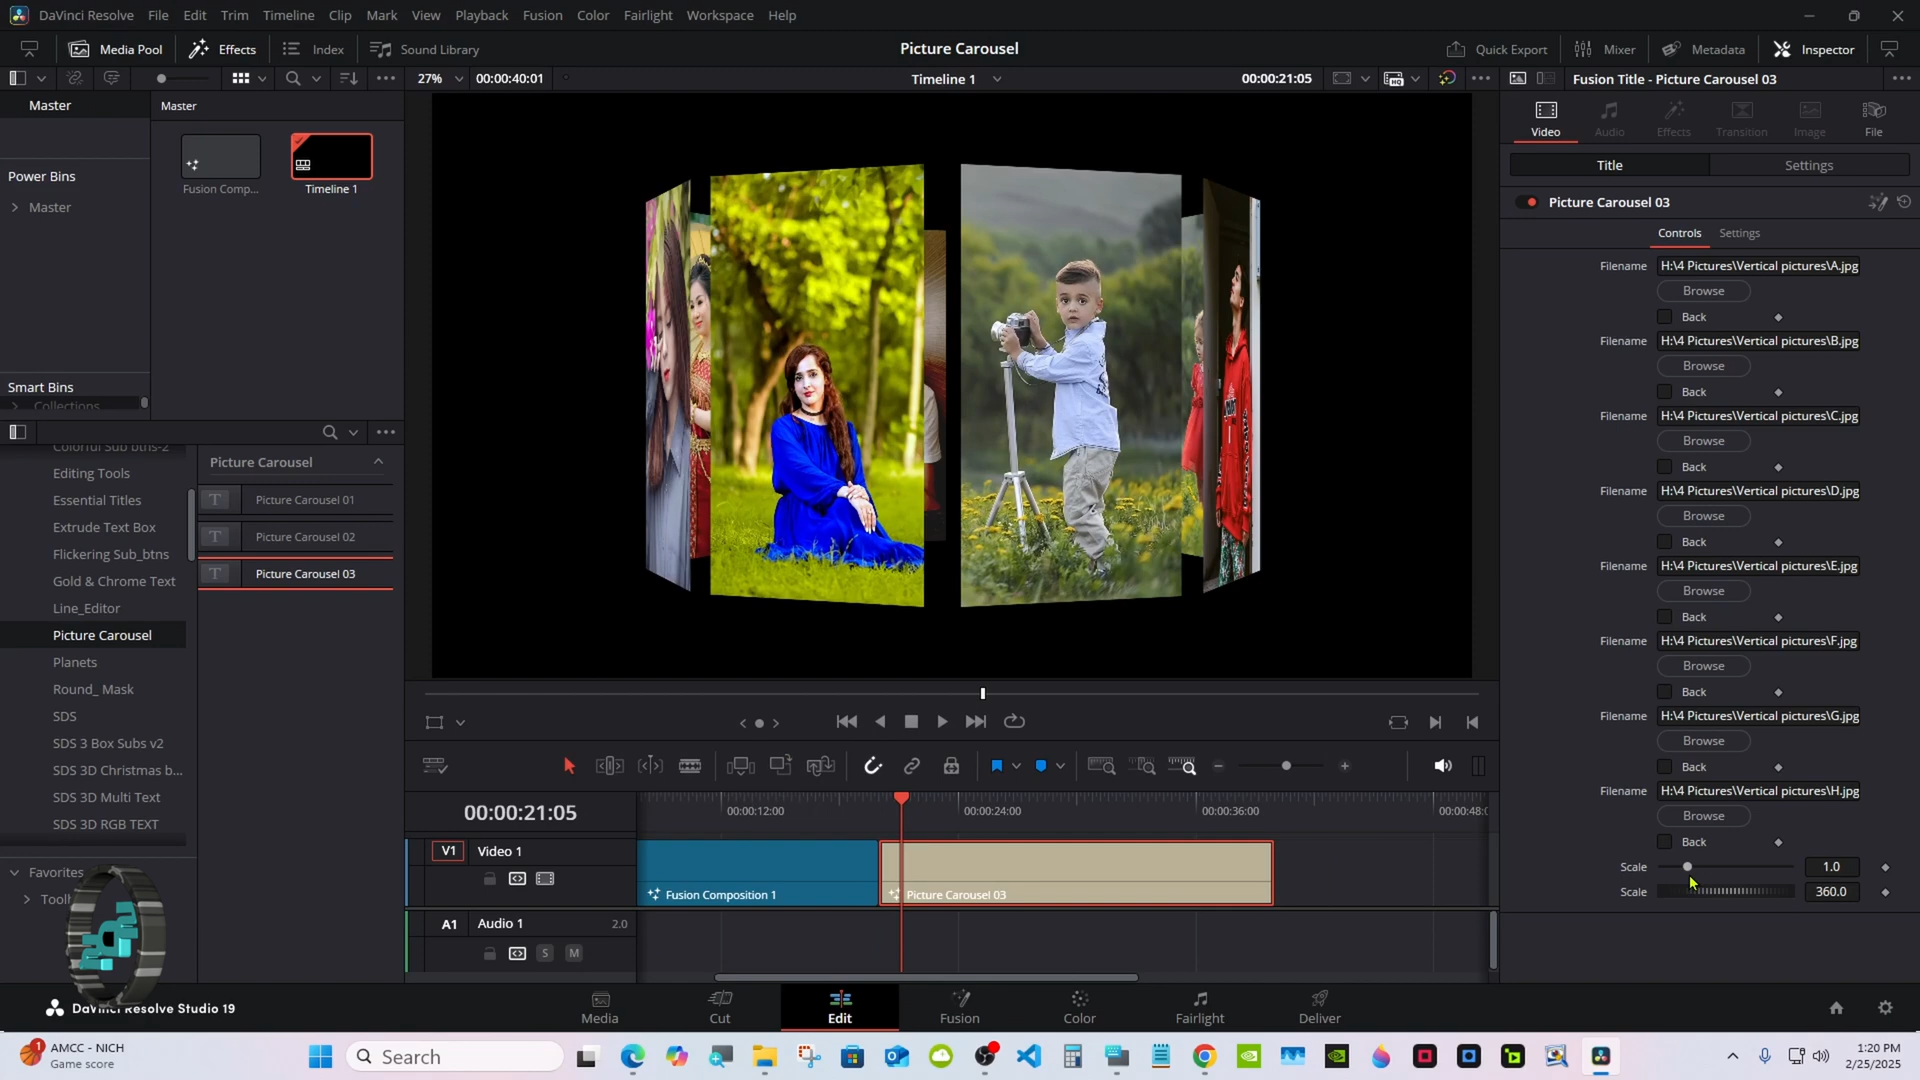 DaVinci Resolve File Edit Trim Timeline Clip Mark View Playback Fusion Color Fairlight Workspace Help
Media Pool Effects Index Sound Library Picture Carousel Quick Export Mixer Metadata Inspector
27% 00:00:40:01 Timeline 1 00:00:21:05 Fusion Title - Picture Carousel 03
Master Master
Fusion Comp... Timeline 1
Power Bins
Master
Smart Bins
Collections
Video Audio Effects Transition Image File
Title Settings
Picture Carousel 03
Controls Settings
Filename H:\4 Pictures\Vertical pictures\A.jpg
Browse
Back
Filename H:\4 Pictures\Vertical pictures\B.jpg
Browse
Back
Filename H:\4 Pictures\Vertical pictures\C.jpg
Browse
Back
Filename H:\4 Pictures\Vertical pictures\D.jpg
Browse
Back
Filename H:\4 Pictures\Vertical pictures\E.jpg
Browse
Back
Filename H:\4 Pictures\Vertical pictures\F.jpg
Browse
Back
Filename H:\4 Pictures\Vertical pictures\G.jpg
Browse
Back
Filename H:\4 Pictures\Vertical pictures\H.jpg
Browse
Back
Scale 1.0
Scale 360.0
Colorful Sub btns-2
Editing Tools
Essential Titles
Extrude Text Box
Flickering Sub_btns
Gold & Chrome Text
Line_Editor
Picture Carousel
Planets
Round_ Mask
SDS
SDS 3 Box Subs v2
SDS 3D Christmas b...
SDS 3D Multi Text
SDS 3D RGB TEXT
Favorites
Picture Carousel
T Picture Carousel 01
T Picture Carousel 02
T Picture Carousel 03
00:00:21:05 00:00:12:00 00:00:24:00 00:00:36:00 00:00:48:
V1 Video 1
Fusion Composition 1 Picture Carousel 03
A1 Audio 1 2.0
S M
DaVinci Resolve Studio 19
Media Cut Edit Fusion Color Fairlight Deliver
1 AMCC - NICH
Game score
Search
1:20 PM
2/25/2025